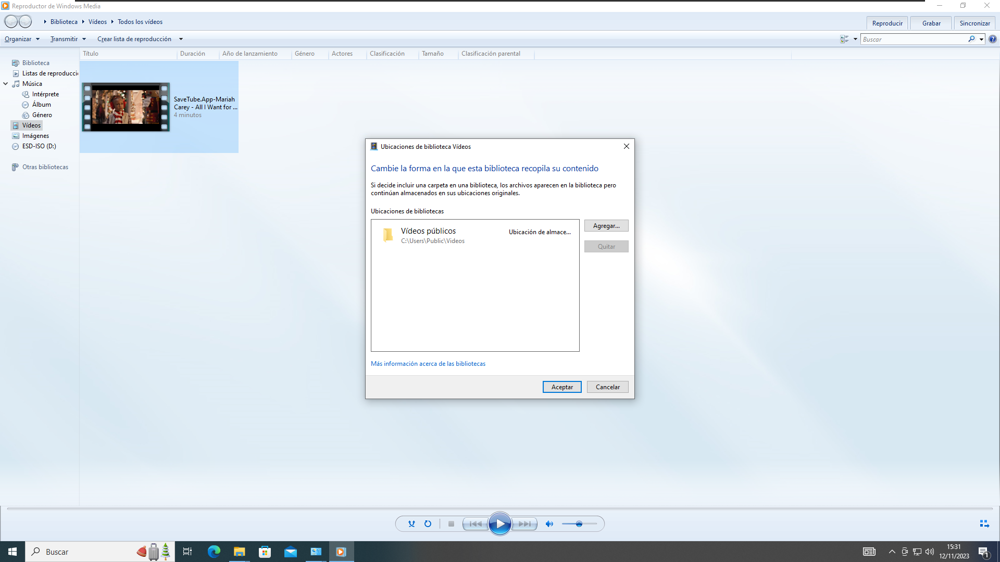 Reproductor de Windows Media
Biblioteca
Vídeos
Todos los vídeos
Reproducir
Grabar
Sincronizar
Organizar
Transmitir
Crear lista de reproducción
Buscar
Título
Duración
Año de lanzamiento
Género
Actores
Clasificación
Tamaño
Clasificación parental
Biblioteca
Listas de reproducci
Música
Intérprete
Álbum
Género
Vídeos
Imágenes
ESD-ISO (D:)
Otras bibliotecas
SaveTube.App-Mariah
Carey - All I Want for ...
4 minutos
Ubicaciones de biblioteca Vídeos
Cambie la forma en la que esta biblioteca recopila su contenido
Si decide incluir una carpeta en una biblioteca, los archivos aparecen en la biblioteca pero
continúan almacenados en sus ubicaciones originales.
Ubicaciones de bibliotecas
Vídeos públicos
Ubicación de almace...
C:\Users\Public\Videos
Agregar...
Quitar
Más información acerca de las bibliotecas
Aceptar
Cancelar
Buscar
15:31
12/11/2023
1